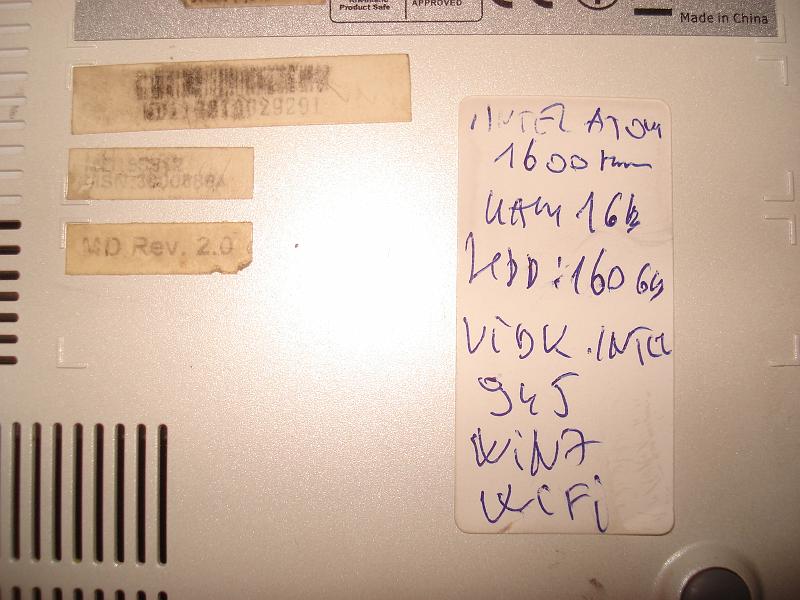 Product Safe
APPROVED
Made in China
MD Rev. 2.0
INTEL ATOM
1600
RAM 1Gb
HDD: 160 Gb
VIDK. INTEL
945
WIN7
WiFi